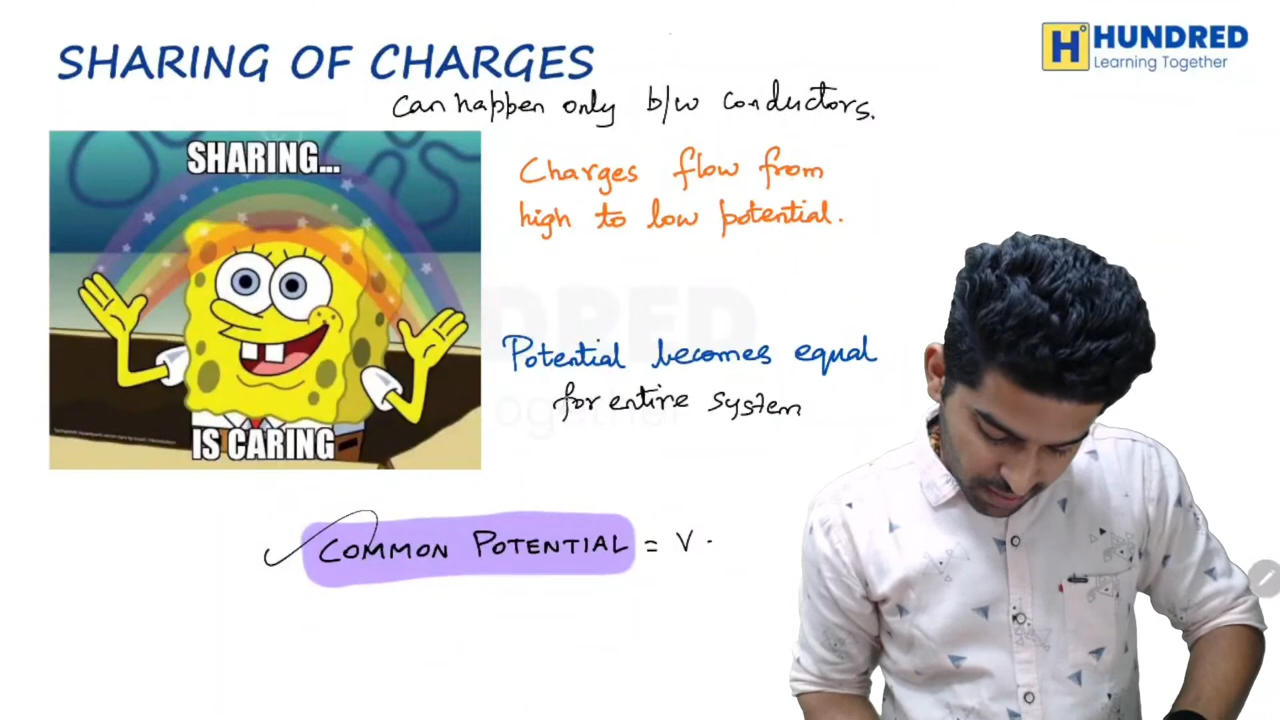 SHARING OF CHARGES
H° HUNDRED
Learning Together
can happen only b/w conductors.
SHARING...
Charges flow from
high to low potential.
Potential becomes equal
for entire system
IS CARING
COMMON POTENTIAL = V.